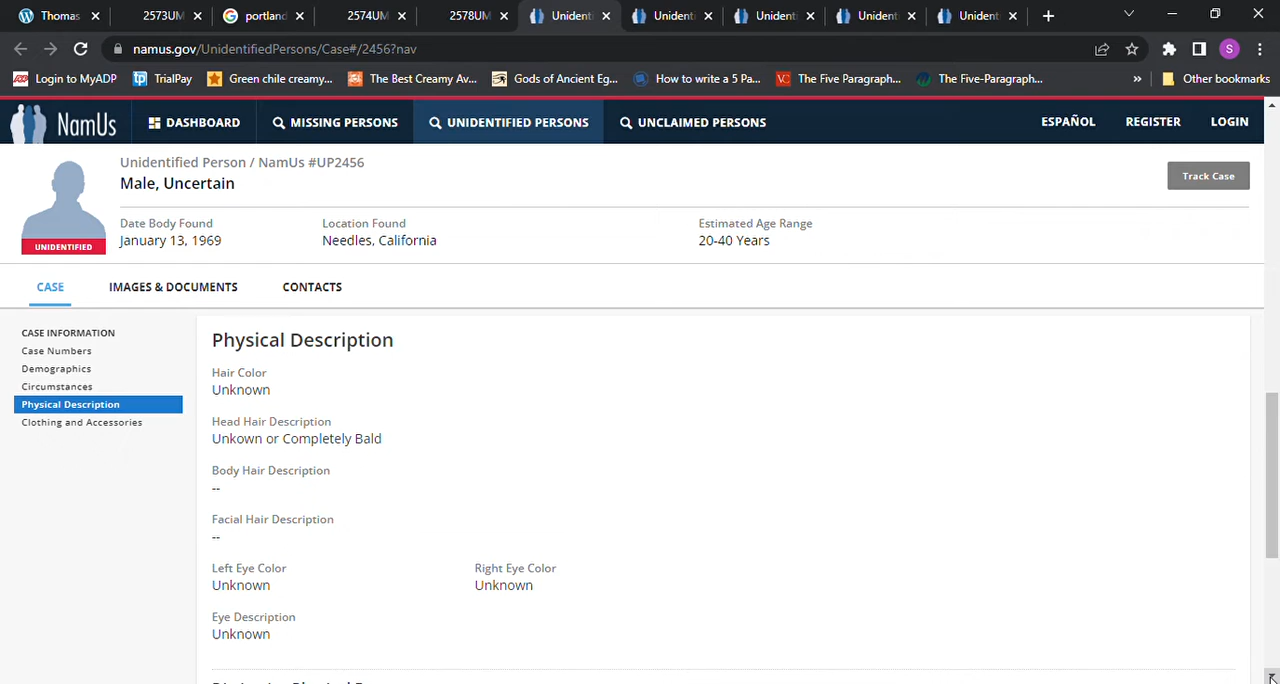 Thomas
2573UM
portland
2574UM
2578UM
Unidenti
Unidenti
Unidenti
Unidenti
Unident
namus.gov/UnidentifiedPersons/Case#/2456?nav
S
Login to MyADP
tp TrialPay
Green chile creamy...
The Best Creamy Av...
Gods of Ancient Eg...
How to write a 5 Pa...
VC The Five Paragraph...
The Five-Paragraph...
»
Other bookmarks
NamUs
DASHBOARD
MISSING PERSONS
UNIDENTIFIED PERSONS
UNCLAIMED PERSONS
ESPAÑOL
REGISTER
LOGIN
Unidentified Person / NamUs #UP2456
Male, Uncertain
Track Case
UNIDENTIFIED
Date Body Found
January 13, 1969
Location Found
Needles, California
Estimated Age Range
20-40 Years
CASE
IMAGES & DOCUMENTS
CONTACTS
CASE INFORMATION
Case Numbers
Demographics
Circumstances
Physical Description
Clothing and Accessories
Physical Description
Hair Color
Unknown
Head Hair Description
Unkown or Completely Bald
Body Hair Description
--
Facial Hair Description
--
Left Eye Color
Unknown
Right Eye Color
Unknown
Eye Description
Unknown